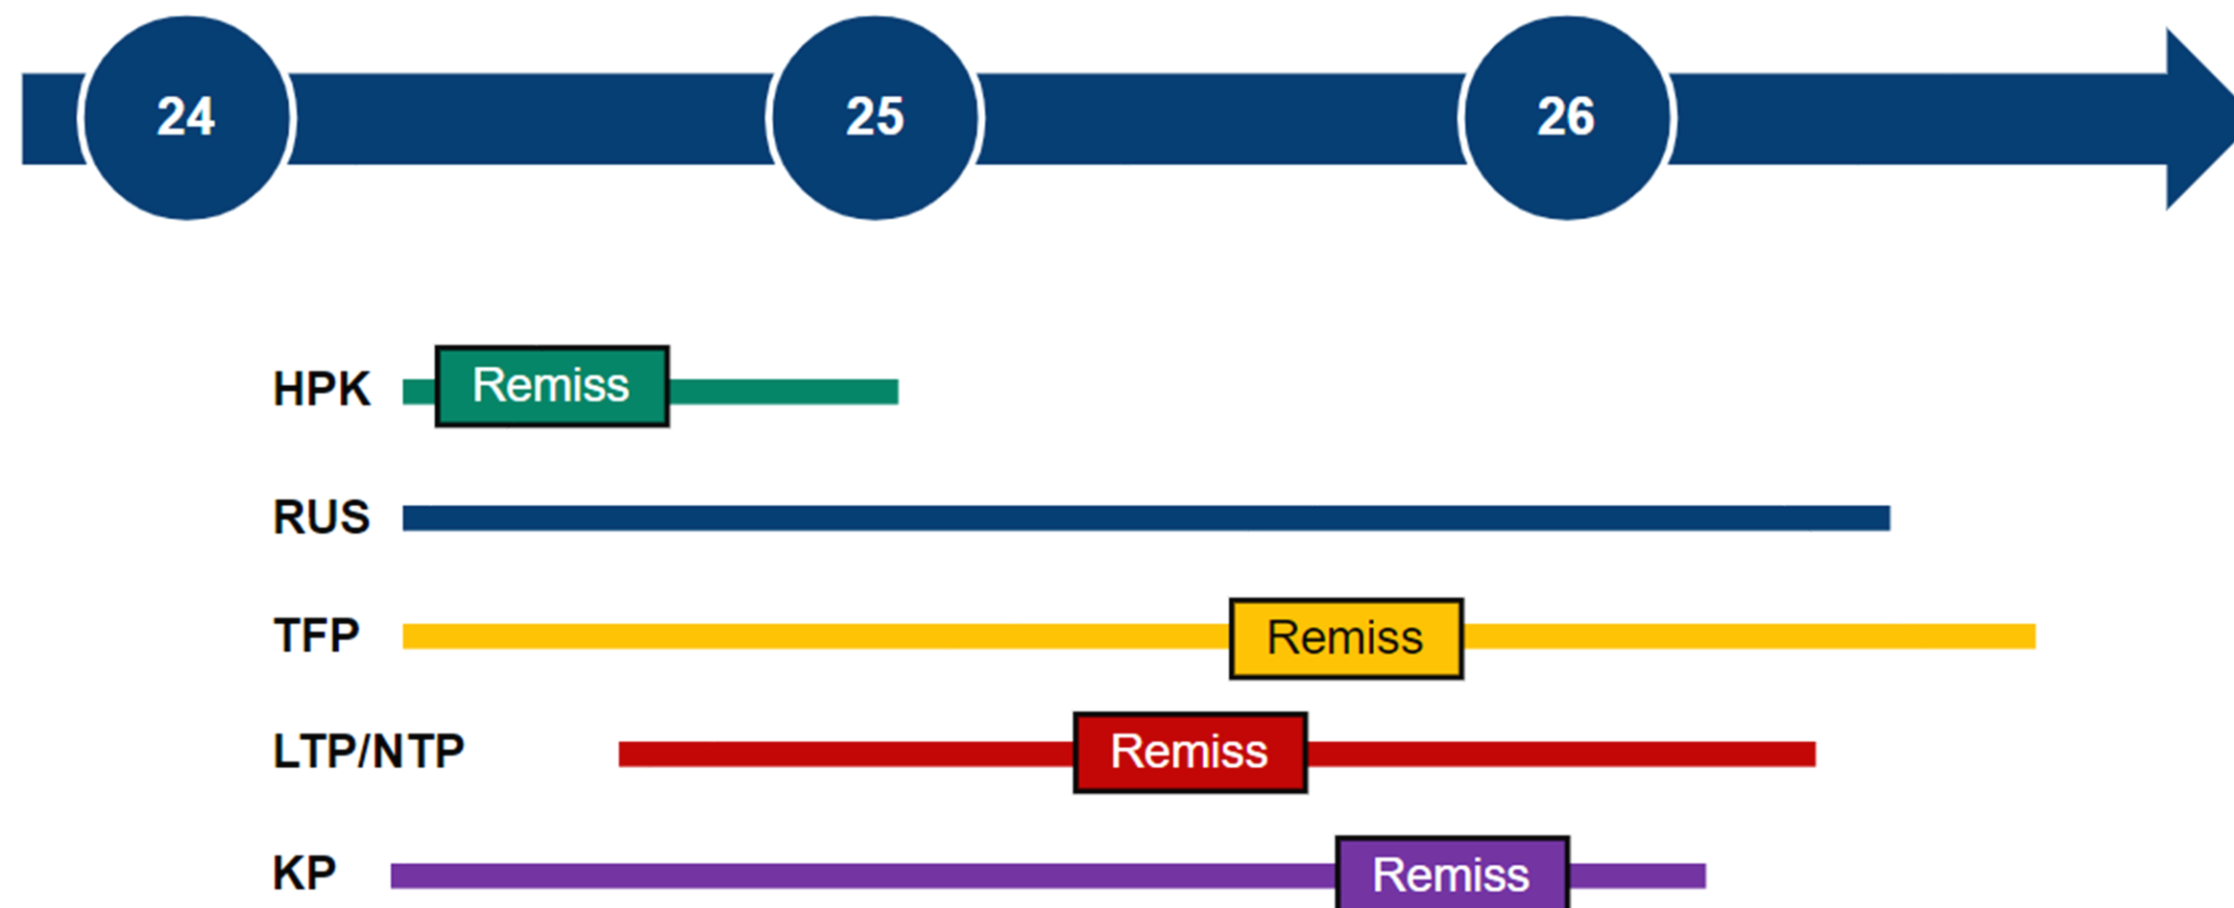 24 25 26
HPK Remiss
RUS
TFP Remiss
LTP/NTP Remiss
KP Remiss